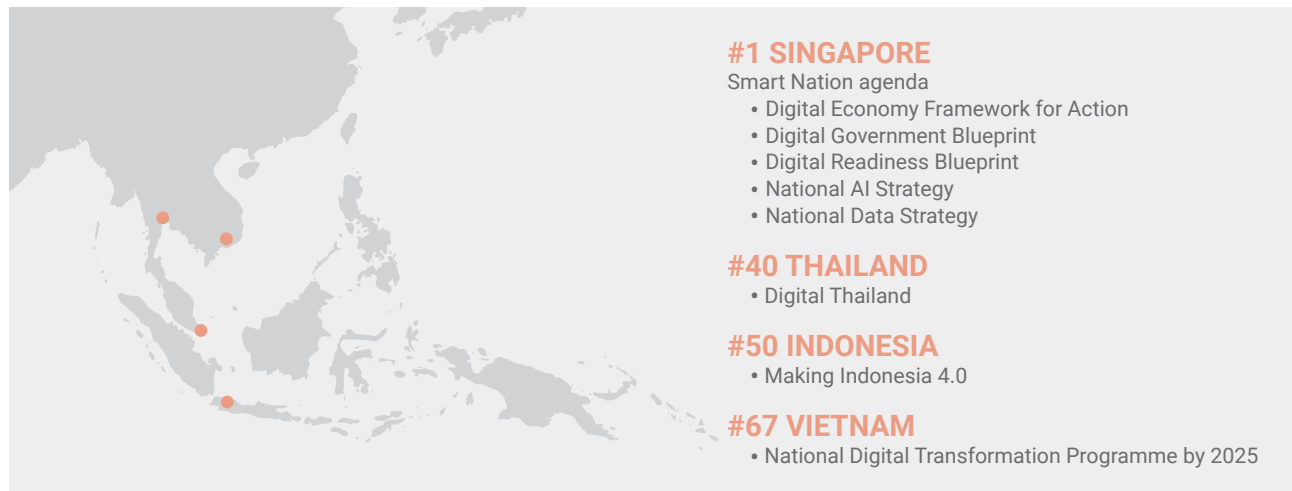 #1 SINGAPORE
Smart Nation agenda
• Digital Economy Framework for Action
• Digital Government Blueprint
• Digital Readiness Blueprint
• National AI Strategy
• National Data Strategy
#40 THAILAND
• Digital Thailand
#50 INDONESIA
• Making Indonesia 4.0
#67 VIETNAM
• National Digital Transformation Programme by 2025